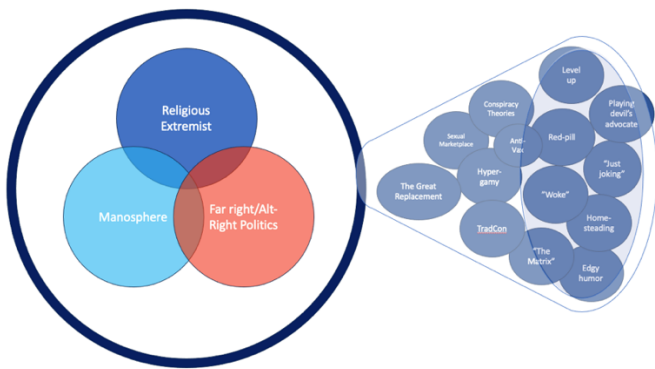 Religious
Extremist
Manosphere
Far right/Alt-
Right Politics
Level
up
Conspiracy
Theories
Playing
devil's
advocate
Sexual
Marketplace
Anti-
Vax
Red-pill
"Just
joking"
Hyper-
gamy
The Great
Replacement
"Woke"
Home-
steading
TradCon
"The
Matrix"
Edgy
humor